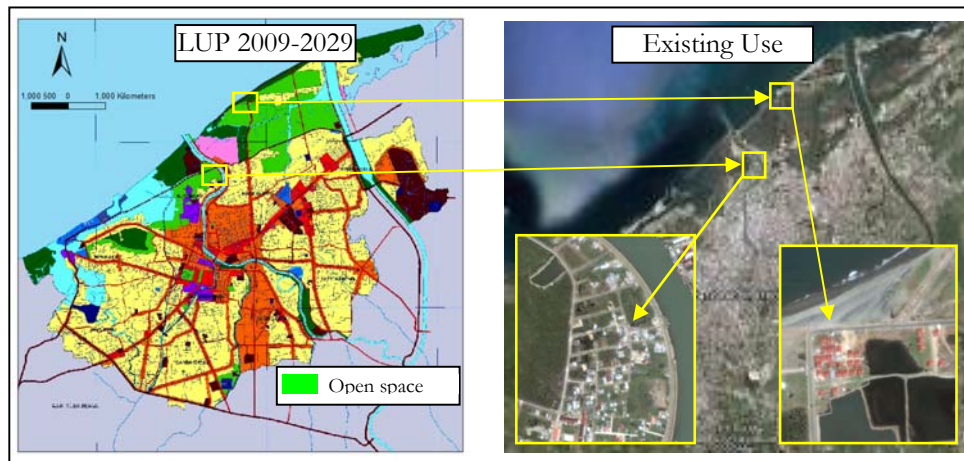 LUP 2009-2029
Existing Use
N
1,000 500 0 1,000 Kilometers
Open space